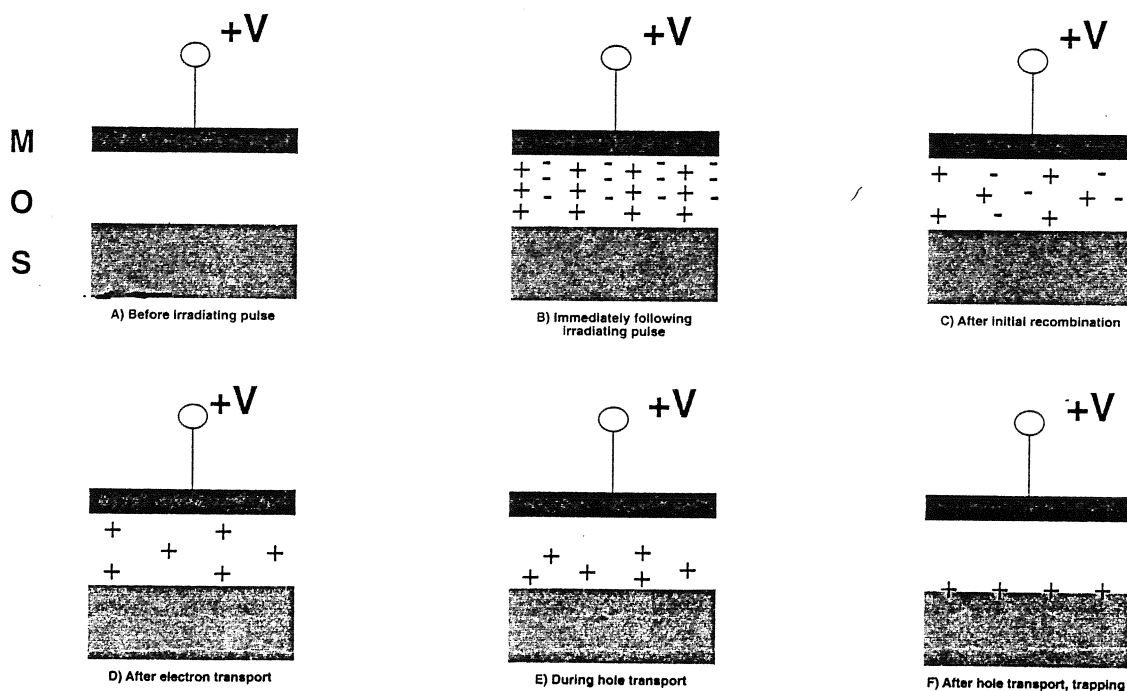 +V
+V
+V
M
O
S
A) Before irradiating pulse
B) Immediately following
irradiating pulse
C) After initial recombination
+V
+V
+V
D) After electron transport
E) During hole transport
F) After hole transport, trapping